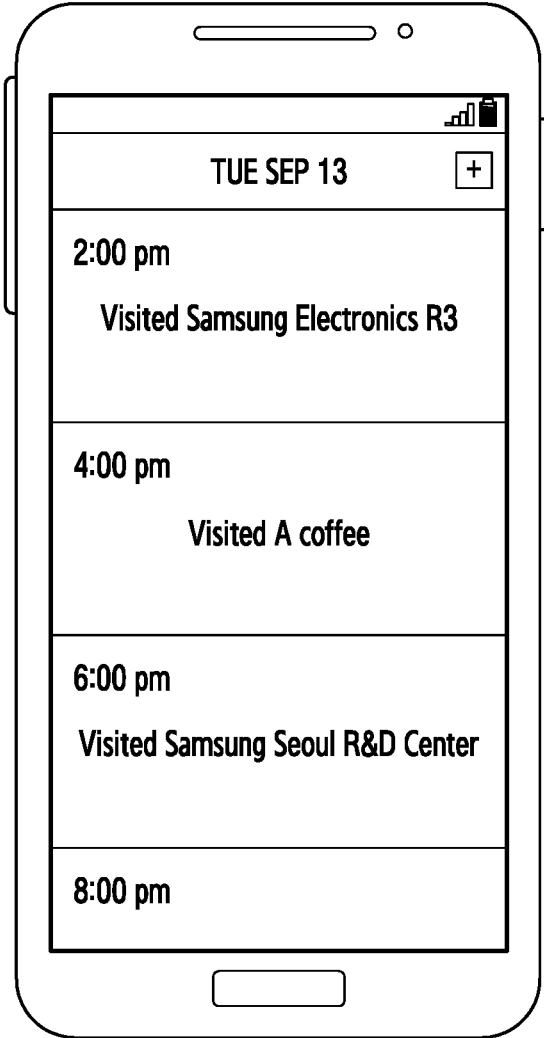 TUE SEP 13
+
2:00 pm
Visited Samsung Electronics R3
4:00 pm
Visited A coffee
6:00 pm
Visited Samsung Seoul R&D Center
8:00 pm